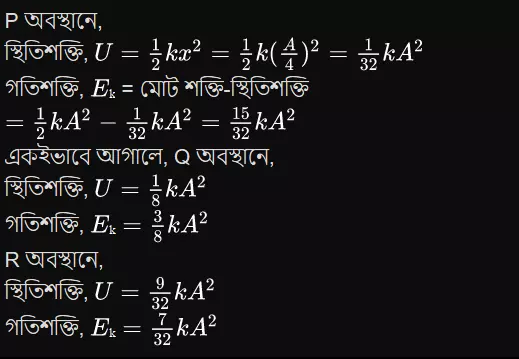 P অবস্থানে,
স্থিতিশক্তি, $U = \frac{1}{2}kx^2 = \frac{1}{2}k(\frac{A}{4})^2 = \frac{1}{32}kA^2$
গতিশক্তি, $E_k$ = মোট শক্তি-স্থিতিশক্তি
$= \frac{1}{2}kA^2 - \frac{1}{32}kA^2 = \frac{15}{32}kA^2$
একইভাবে আগালে, Q অবস্থানে,
স্থিতিশক্তি, $U = \frac{1}{8}kA^2$
গতিশক্তি, $E_k = \frac{3}{8}kA^2$
R অবস্থানে,
স্থিতিশক্তি, $U = \frac{9}{32}kA^2$
গতিশক্তি, $E_k = \frac{7}{32}kA^2$